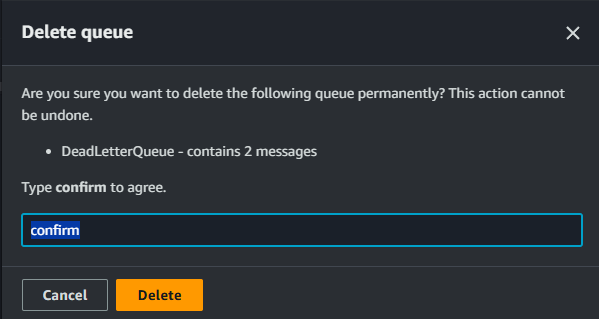 Delete queue
Are you sure you want to delete the following queue permanently? This action cannot
be undone.
• DeadLetterQueue - contains 2 messages
Type confirm to agree.
confirm
Cancel Delete